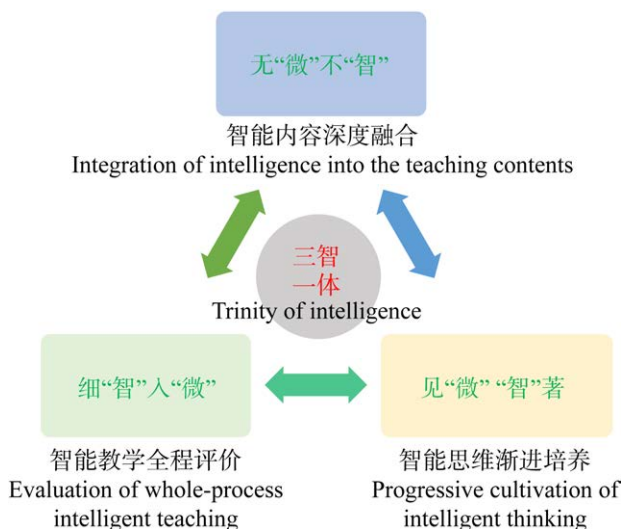 无“微”不“智”
智能内容深度融合
Integration of intelligence into the teaching contents
三智
一体
Trinity of intelligence
细“智”入“微”
智能教学全程评价
Evaluation of whole-process
intelligent teaching
见“微” “智”著
智能思维渐进培养
Progressive cultivation of
intelligent thinking